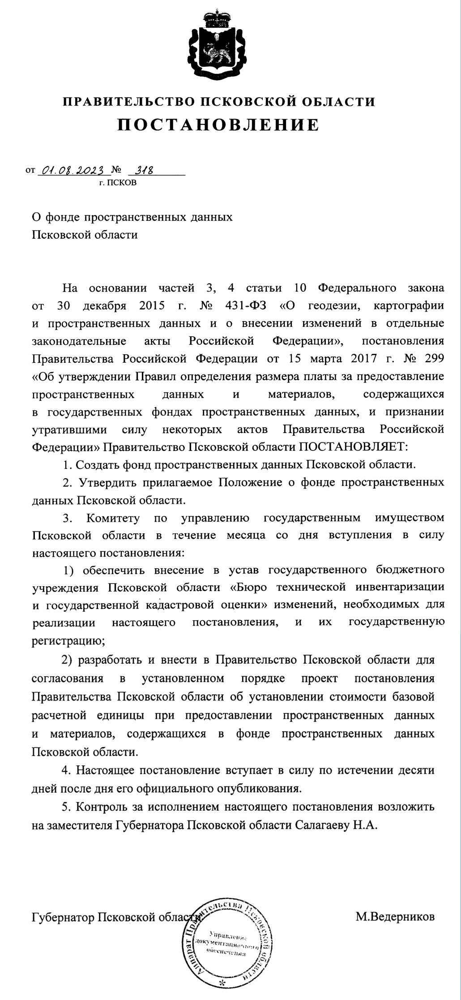 ПРАВИТЕЛЬСТВО ПСКОВСКОЙ ОБЛАСТИ
ПОСТАНОВЛЕНИЕ
от 01.08.2023 № 318
г. ПСКОВ
О фонде пространственных данных
Псковской области
На основании частей 3, 4 статьи 10 Федерального закона
от 30 декабря 2015 г. № 431-ФЗ «О геодезии, картографии
и пространственных данных и о внесении изменений в отдельные
законодательные акты Российской Федерации», постановления
Правительства Российской Федерации от 15 марта 2017 г. № 299
«Об утверждении Правил определения размера платы за предоставление
пространственных данных и материалов, содержащихся
в государственных фондах пространственных данных, и признании
утратившими силу некоторых актов Правительства Российской
Федерации» Правительство Псковской области ПОСТАНОВЛЯЕТ:
1. Создать фонд пространственных данных Псковской области.
2. Утвердить прилагаемое Положение о фонде пространственных
данных Псковской области.
3. Комитету по управлению государственным имуществом
Псковской области в течение месяца со дня вступления в силу
настоящего постановления:
1) обеспечить внесение в устав государственного бюджетного
учреждения Псковской области «Бюро технической инвентаризации
и государственной кадастровой оценки» изменений, необходимых для
реализации настоящего постановления, и их государственную
регистрацию;
2) разработать и внести в Правительство Псковской области для
согласования в установленном порядке проект постановления
Правительства Псковской области об установлении стоимости базовой
расчетной единицы при предоставлении пространственных данных
и материалов, содержащихся в фонде пространственных данных
Псковской области.
4. Настоящее постановление вступает в силу по истечении десяти
дней после дня его официального опубликования.
5. Контроль за исполнением настоящего постановления возложить
на заместителя Губернатора Псковской области Салагаеву Н.А.
Губернатор Псковской области М.Ведерников
Аппарат Правительства Псковской области
Управление
документационного
обеспечения